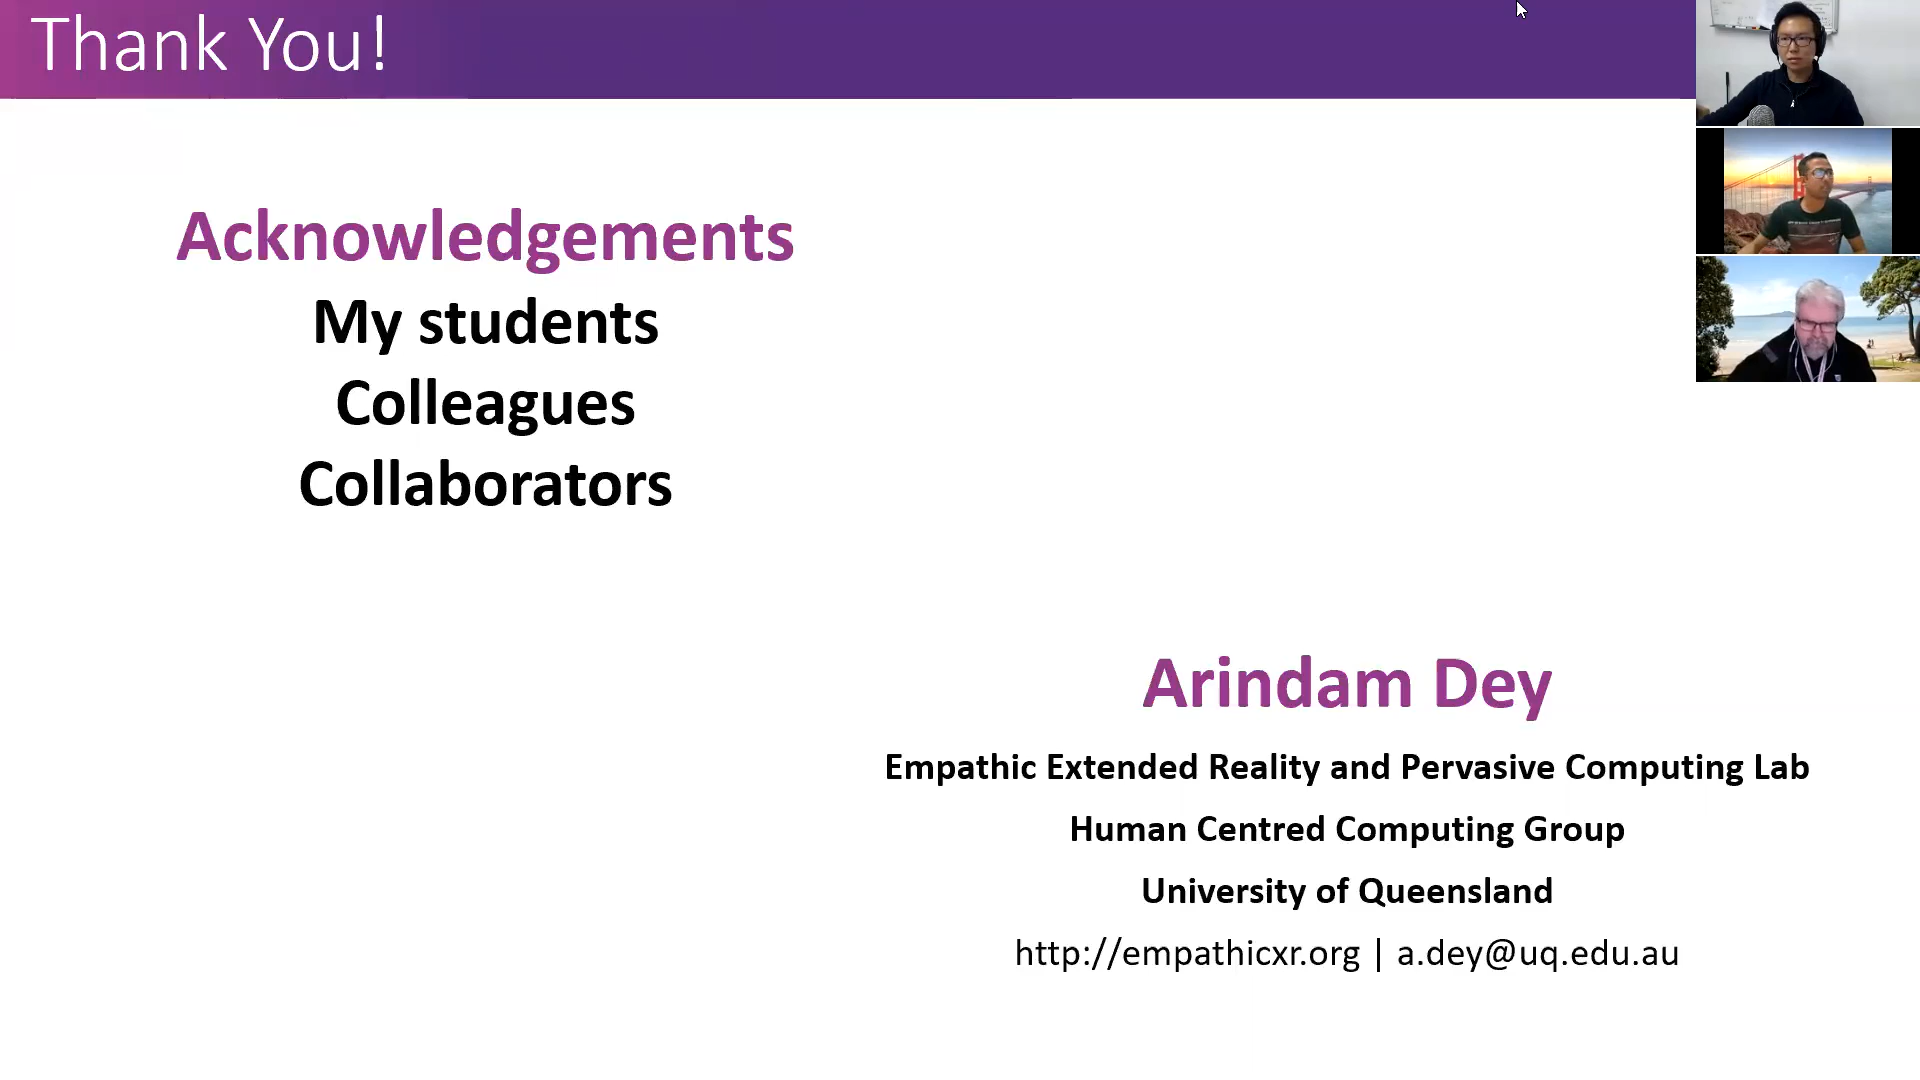 Thank You!
Acknowledgements
My students
Colleagues
Collaborators
Arindam Dey
Empathic Extended Reality and Pervasive Computing Lab
Human Centred Computing Group
University of Queensland
http://empathicxr.org | a.dey@uq.edu.au